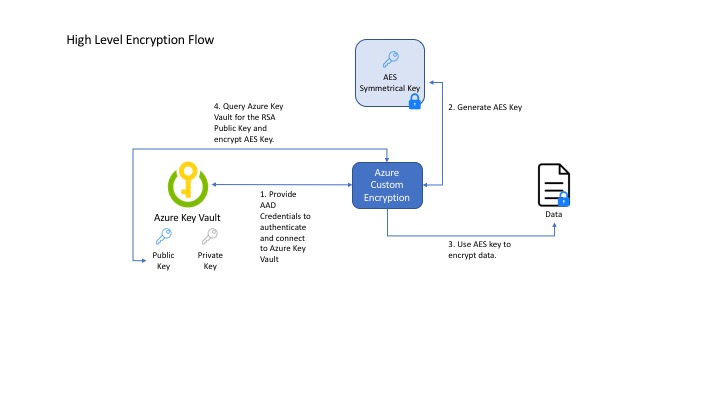 High Level Encryption Flow
AES
Symmetrical Key
2. Generate AES Key
4. Query Azure Key
Vault for the RSA
Public Key and
encrypt AES Key.
Azure
Custom
Encryption
Azure Key Vault
Public
Key
Private
Key
1. Provide
AAD
Credentials to
authenticate
and connect
to Azure Key
Vault
Data
3. Use AES key to
encrypt data.